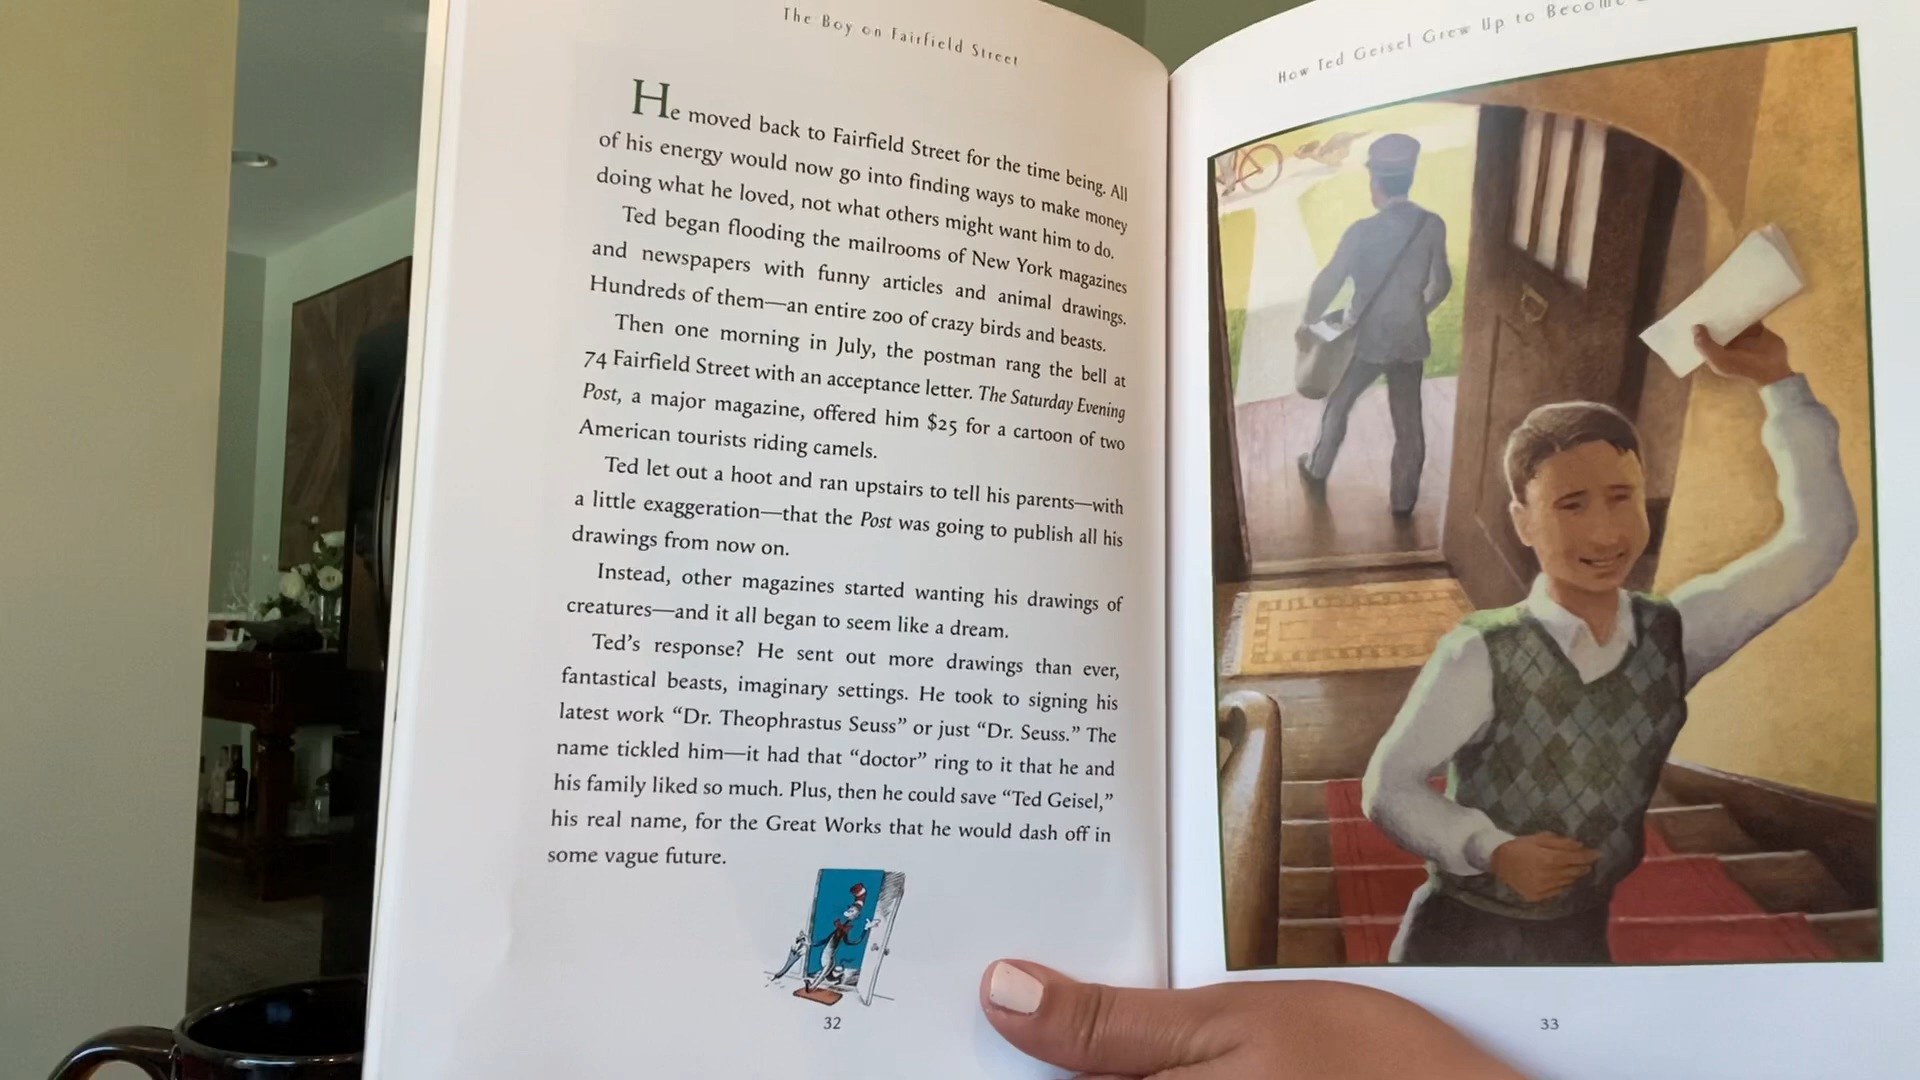 The Boy on Fairfield Street
He moved back to Fairfield Street for the time being. All
of his energy would now go into finding ways to make money
doing what he loved, not what others might want him to do.
Ted began flooding the mailrooms of New York magazines
and newspapers with funny articles and animal drawings.
Hundreds of them—an entire zoo of crazy birds and beasts.
Then one morning in July, the postman rang the bell at
74 Fairfield Street with an acceptance letter. The Saturday Evening
Post, a major magazine, offered him $25 for a cartoon of two
American tourists riding camels.
Ted let out a hoot and ran upstairs to tell his parents—with
a little exaggeration—that the Post was going to publish all his
drawings from now on.
Instead, other magazines started wanting his drawings of
creatures—and it all began to seem like a dream.
Ted’s response? He sent out more drawings than ever,
fantastical beasts, imaginary settings. He took to signing his
latest work “Dr. Theophrastus Seuss” or just “Dr. Seuss.” The
name tickled him—it had that “doctor” ring to it that he and
his family liked so much. Plus, then he could save “Ted Geisel,”
his real name, for the Great Works that he would dash off in
some vague future.
32
How Ted Geisel Grew Up to Become
33